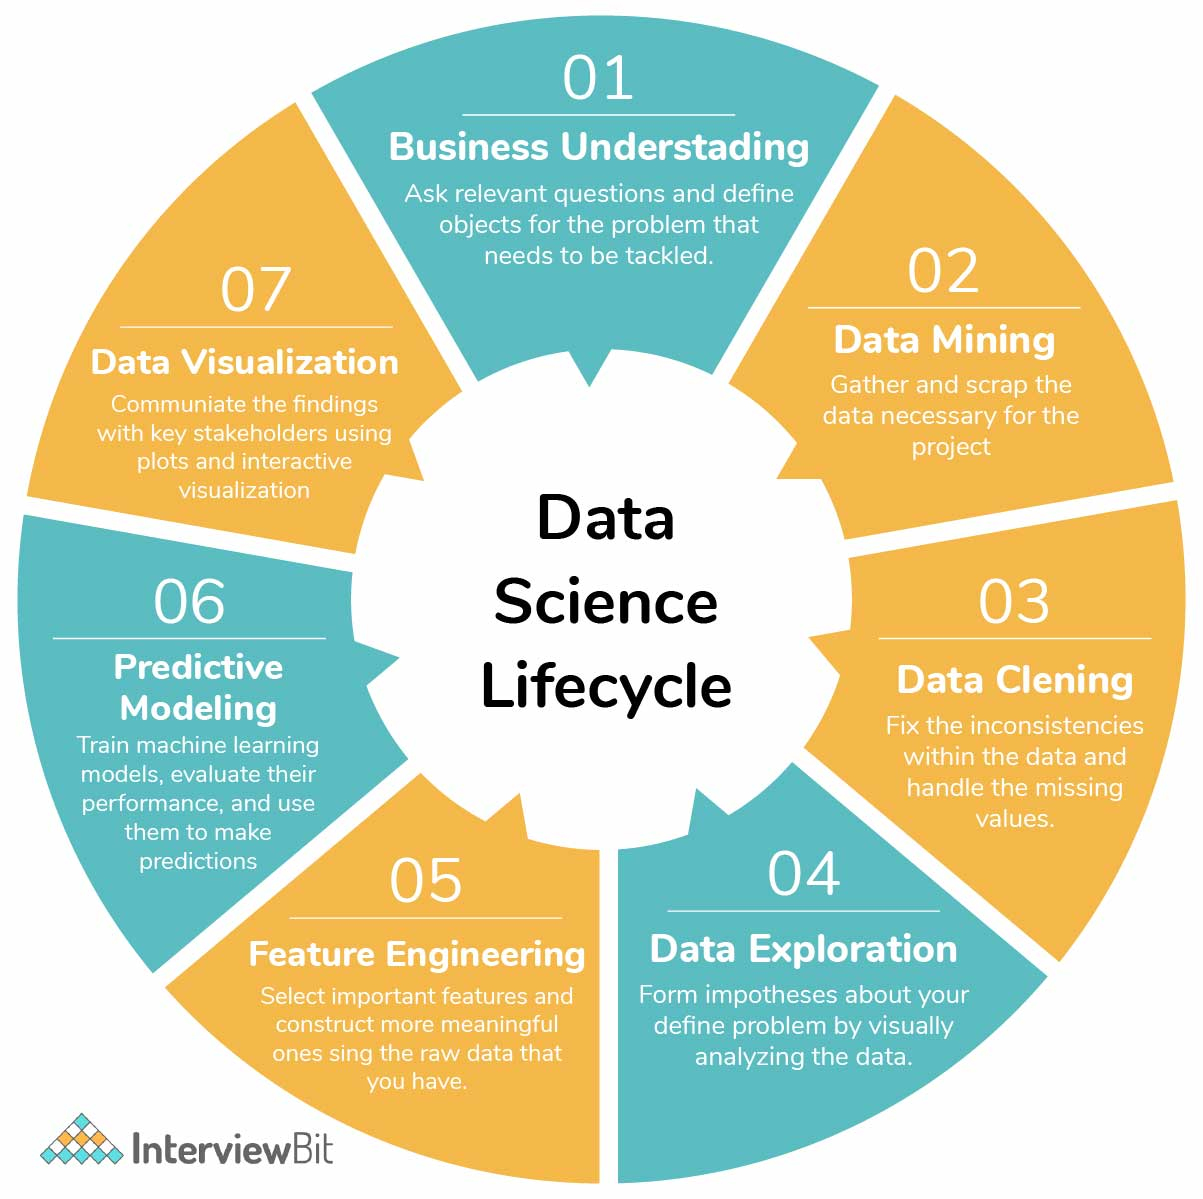 01
Business Understading
Ask relevant questions and define
objects for the problem that
needs to be tackled.
02
Data Mining
Gather and scrap the
data necessary for the
project
03
Data Clening
Fix the inconsistencies
within the data and
handle the missing
values.
04
Data Exploration
Form impotheses about your
define problem by visually
analyzing the data.
05
Feature Engineering
Select important features and
construct more meaningful
ones sing the raw data that
you have.
06
Predictive
Modeling
Train machine learning
models, evaluate their
performance, and use
them to make
predictions
07
Data Visualization
Communiate the findings
with key stakeholders using
plots and interactive
visualization
Data
Science
Lifecycle
InterviewBit